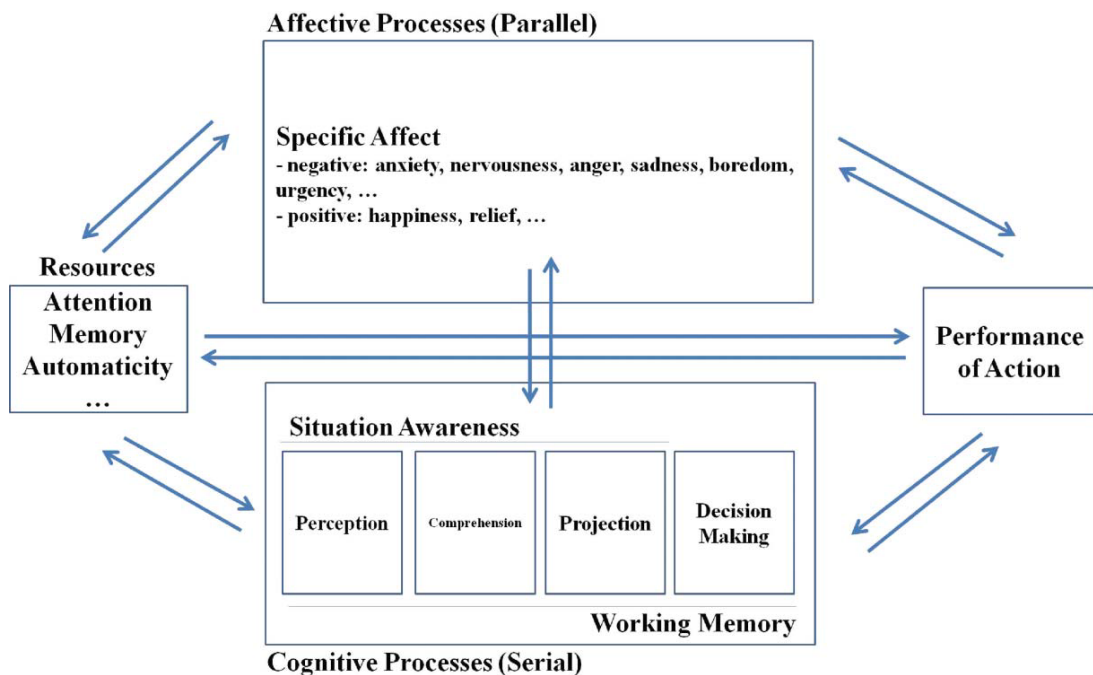 Affective Processes (Parallel)
Specific Affect
- negative: anxiety, nervousness, anger, sadness, boredom,
urgency, ...
- positive: happiness, relief, ...
Resources
Attention
Memory
Automaticity
...
Performance
of Action
Situation Awareness
Perception
Comprehension
Projection
Decision
Making
Working Memory
Cognitive Processes (Serial)